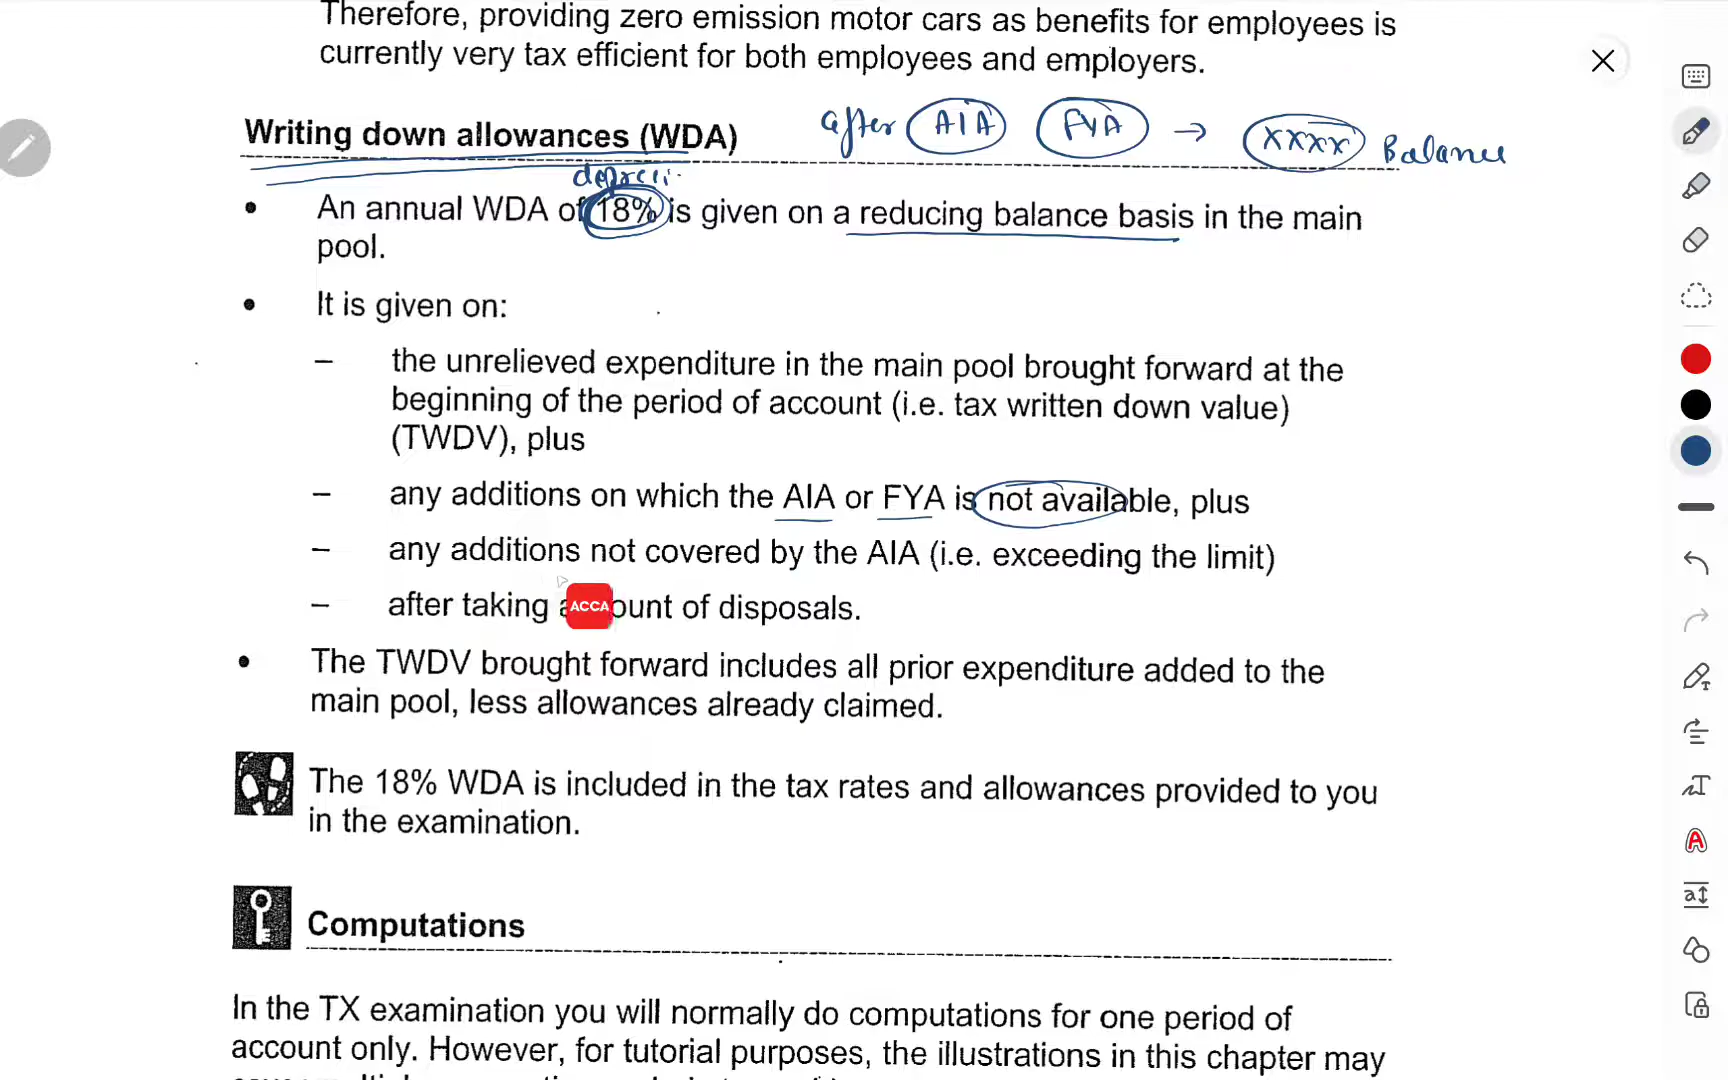 Therefore, providing zero emission motor cars as benefits for employees is
currently very tax efficient for both employees and employers.
after AIA FYA → XXXX Balance
Writing down allowances (WDA)
depreci.
• An annual WDA of 18% is given on a reducing balance basis in the main
pool.
• It is given on:
– the unrelieved expenditure in the main pool brought forward at the
beginning of the period of account (i.e. tax written down value)
(TWDV), plus
– any additions on which the AIA or FYA is not available, plus
– any additions not covered by the AIA (i.e. exceeding the limit)
– after taking ount of disposals.
ACCA
• The TWDV brought forward includes all prior expenditure added to the
main pool, less allowances already claimed.
The 18% WDA is included in the tax rates and allowances provided to you
in the examination.
Computations
In the TX examination you will normally do computations for one period of
account only. However, for tutorial purposes, the illustrations in this chapter may